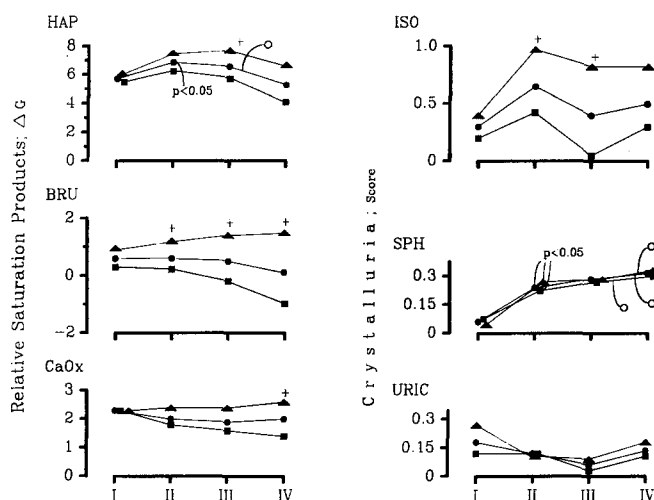 HAP
8
6
4
2
0
+
p<0.05
BRU
2
0
-2
+
+
+
CaOx
3
2
1
0
+
I
II
III
IV
Relative Saturation Products; ΔG
ISO
1.0
0.5
0
+
+
SPH
0.3
0.15
0
p<0.05
URIC
0.3
0.15
0
I
II
III
IV
Crystalluria; Score